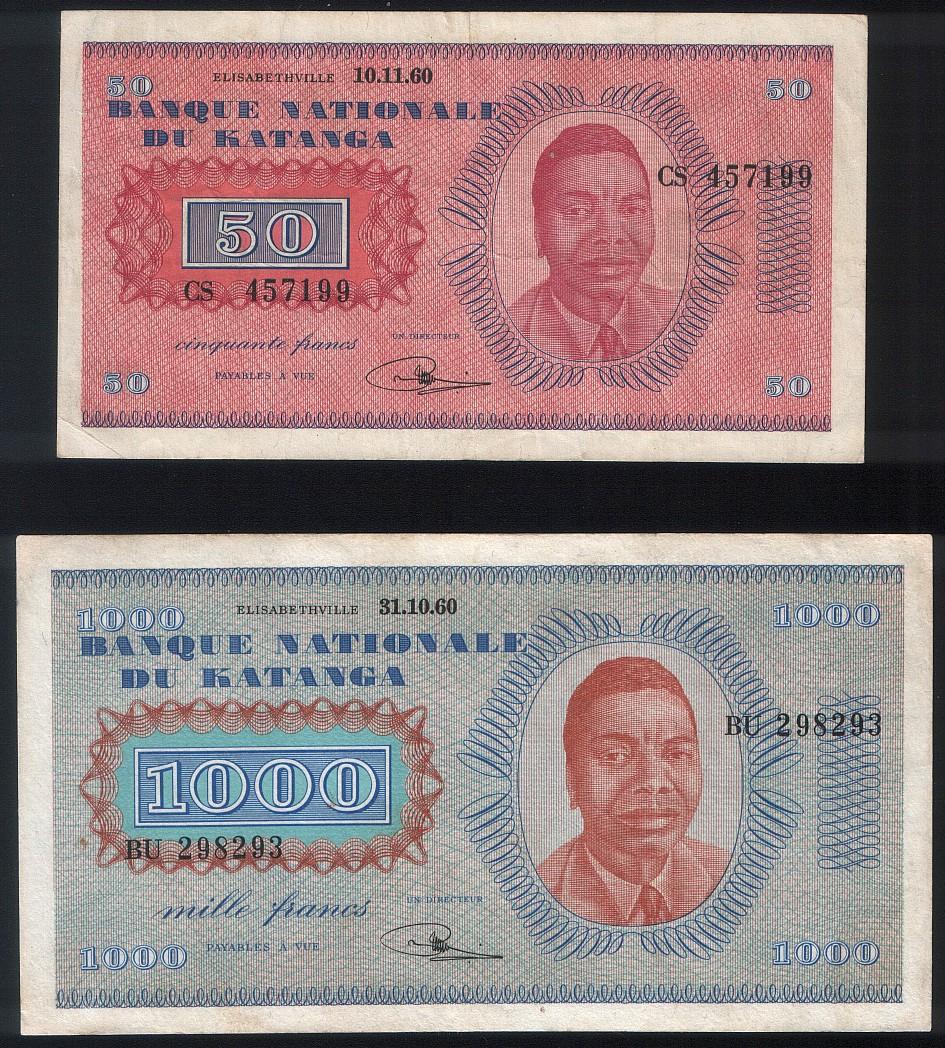 50 ELISABETHVILLE 10.11.60 50
BANQUE NATIONALE
DU KATANGA
CS 457199
50
CS 457199
cinquante francs UN DIRECTEUR
50 PAYABLES À VUE 50
1000 ELISABETHVILLE 31.10.60 1000
BANQUE NATIONALE
DU KATANGA
BU 298293
1000
BU 298293
mille francs UN DIRECTEUR
1000 PAYABLES À VUE 1000